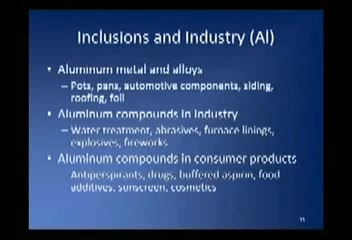 Inclusions and Industry (Al)
• Aluminum metal and alloys
– Pots, pans, automotive components, siding,
roofing, foil
• Aluminum compounds in industry
– Water treatment, abrasives, furnace linings,
explosives, fireworks
• Aluminum compounds in consumer products
– Antiperspirants, drugs, buffered aspirin, food
additives, sunscreen, cosmetics